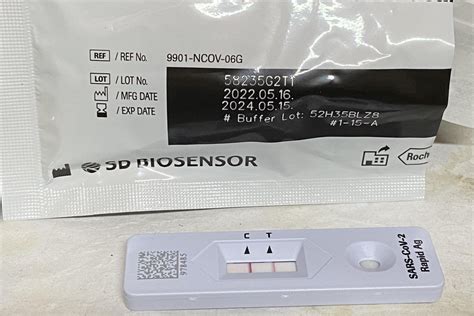 REF / REF No. 9901-NCOV-06G
LOT / LOT No. 58235G2T1
/ MFG DATE 2022.05.16.
/ EXP DATE 2024.05.15.
# Buffer Lot: 52H35BLZ8
#1-15-A
SD BIOSENSOR
Roch
C T
978485
SARS-CoV-2
Rapid Ag